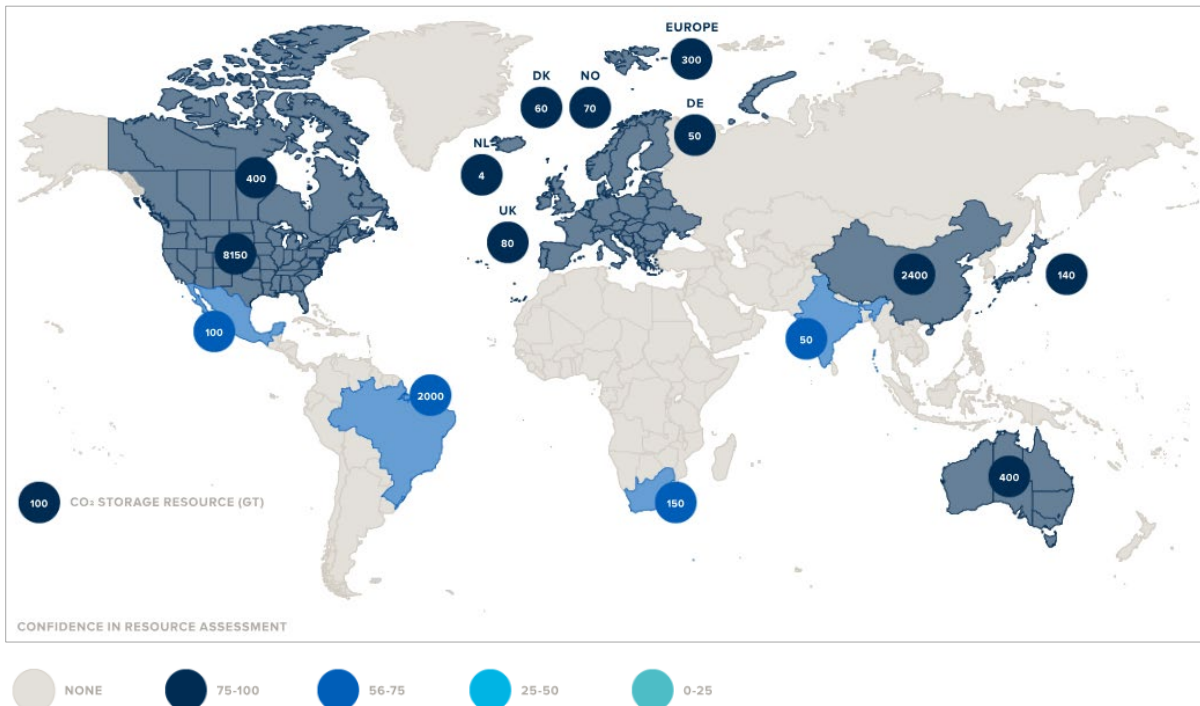 EUROPE
300
DK
NO
60
70
DE
50
NL
4
400
UK
80
8150
2400
140
100
50
2000
400
100 CO₂ STORAGE RESOURCE (GT)
150
CONFIDENCE IN RESOURCE ASSESSMENT
NONE 75-100 56-75 25-50 0-25